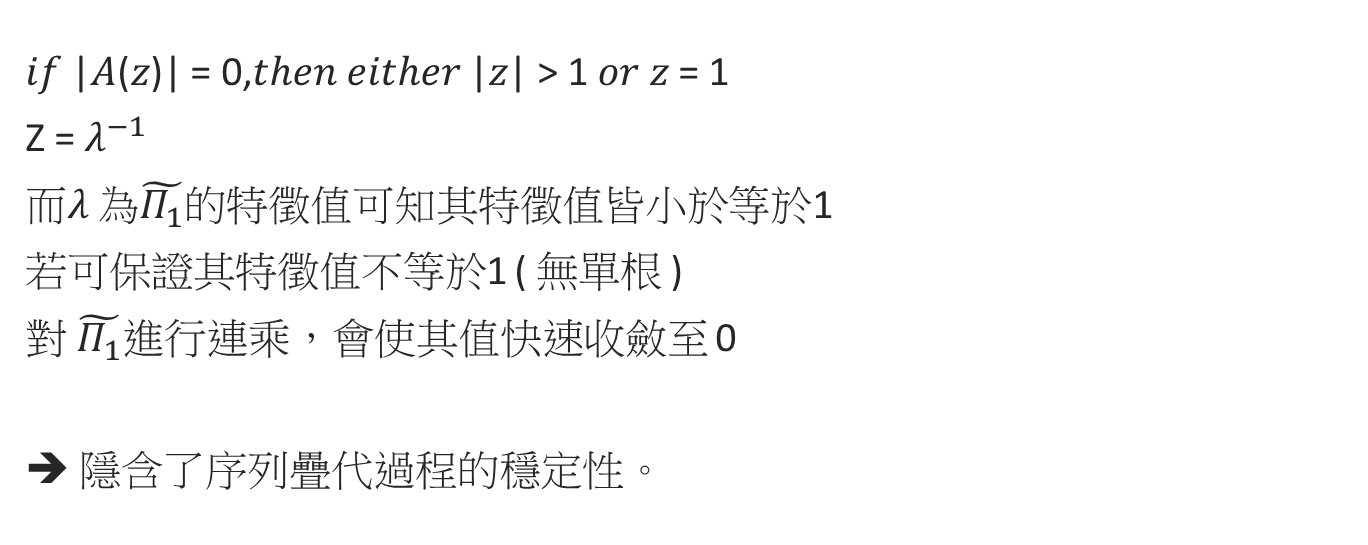 if |A(z)| = 0,then either |z| > 1 or z = 1
Z = λ⁻¹
而λ 為Π̃₁的特徵值可知其特徵值皆小於等於1
若可保證其特徵值不等於1 ( 無單根 )
對 Π̃₁進行連乘，會使其值快速收斂至 0
➔ 隱含了序列疊代過程的穩定性。